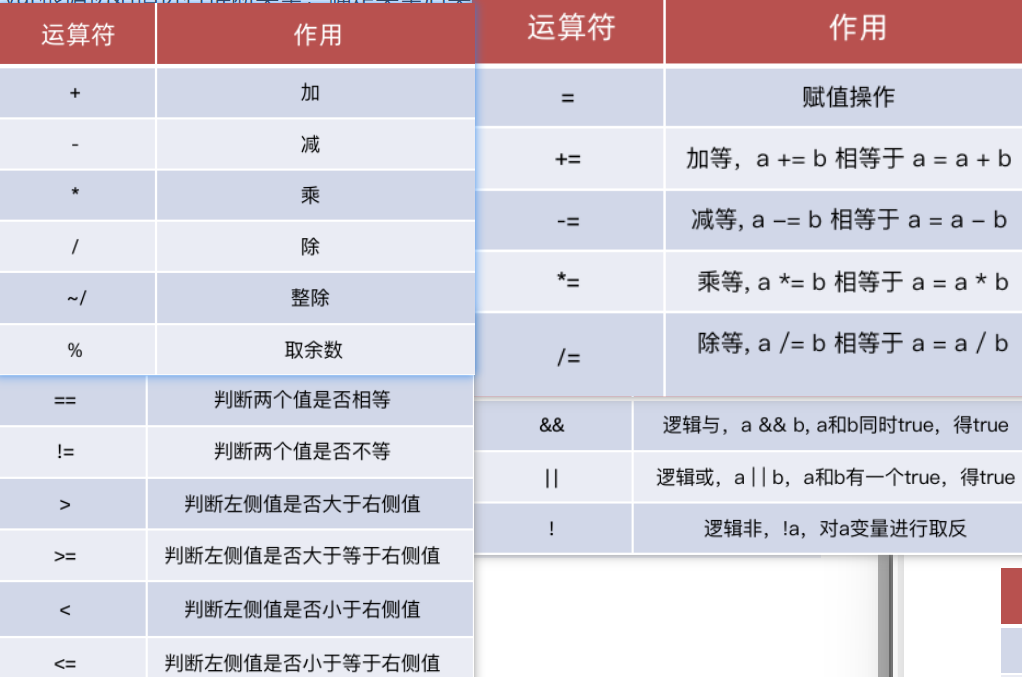 运算符 作用
+ 加
- 减
* 乘
/ 除
~/ 整除
% 取余数
== 判断两个值是否相等
!= 判断两个值是否不等
> 判断左侧值是否大于右侧值
>= 判断左侧值是否大于等于右侧值
< 判断左侧值是否小于右侧值
<= 判断左侧值是否小于等于右侧值
运算符 作用
= 赋值操作
+= 加等，a += b 相等于 a = a + b
-= 减等, a −= b 相等于 a = a − b
*= 乘等, a *= b 相等于 a = a * b
/= 除等, a /= b 相等于 a = a / b
&& 逻辑与，a && b, a和b同时true，得true
|| 逻辑或，a || b，a和b有一个true，得true
! 逻辑非，!a，对a变量进行取反